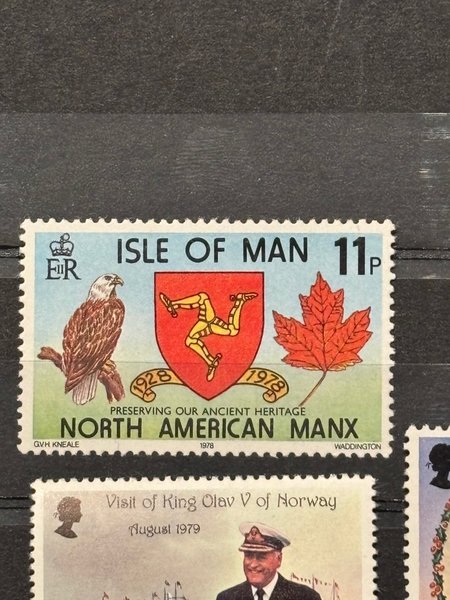 ISLE OF MAN 11P
EIIR
1928 1978
PRESERVING OUR ANCIENT HERITAGE
NORTH AMERICAN MANX
G.V.H. KNEALE 1978 WADDINGTON
Visit of King Olav V of Norway
August 1979